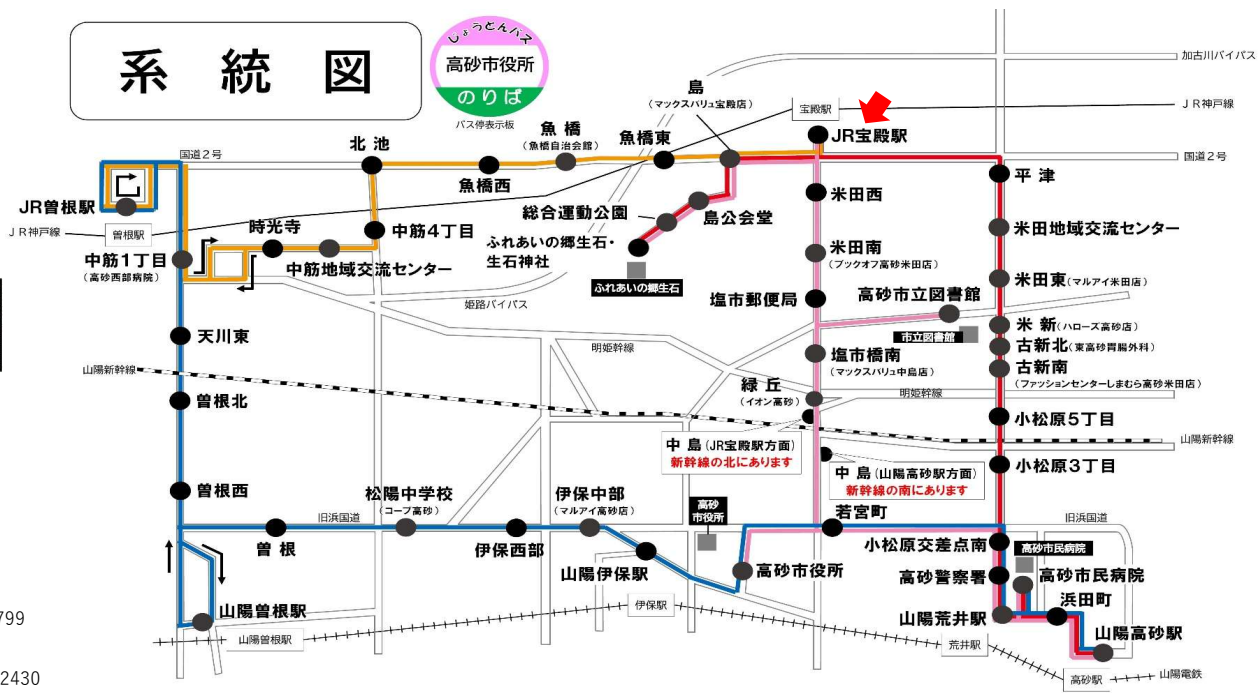 系 統 図
じょうとんバス
高砂市役所
のりば
バス停表示板
加古川バイパス
島
(マックスバリュ宝殿店)
宝殿駅
JR神戸線
JR宝殿駅
北 池
魚 橋
(魚橋自治会館)
魚橋東
国道2号
国道2号
魚橋西
平 津
JR曽根駅
総合運動公園
島公会堂
米田西
JR神戸線
曽根駅
時光寺
中筋4丁目
米田地域交流センター
ふれあいの郷生石・
生石神社
中筋1丁目
(高砂西部病院)
中筋地域交流センター
米田南
(ブックオフ高砂米田店)
米田東(マルアイ米田店)
ふれあいの郷生石
姫路バイパス
塩市郵便局
高砂市立図書館
市立図書館
米 新(ハローズ高砂店)
天川東
明姫幹線
古新北(東高砂胃腸外科)
塩市橋南
(マックスバリュ中島店)
古新南
(ファッションセンターしまむら高砂米田店)
山陽新幹線
緑 丘
(イオン高砂)
明姫幹線
曽根北
小松原5丁目
中 島(JR宝殿駅方面)
新幹線の北にあります
山陽新幹線
中 島(山陽高砂駅方面)
新幹線の南にあります
小松原3丁目
曽根西
松陽中学校
(コープ高砂)
伊保中部
(マルアイ高砂店)
高砂
市役所
若宮町
旧浜国道
旧浜国道
曽 根
伊保西部
小松原交差点南
高砂市民病院
山陽伊保駅
高砂市役所
高砂警察署
高砂市民病院
浜田町
山陽曽根駅
伊保駅
山陽荒井駅
山陽高砂駅
799
山陽曽根駅
荒井駅
高砂駅
山陽電鉄
2430